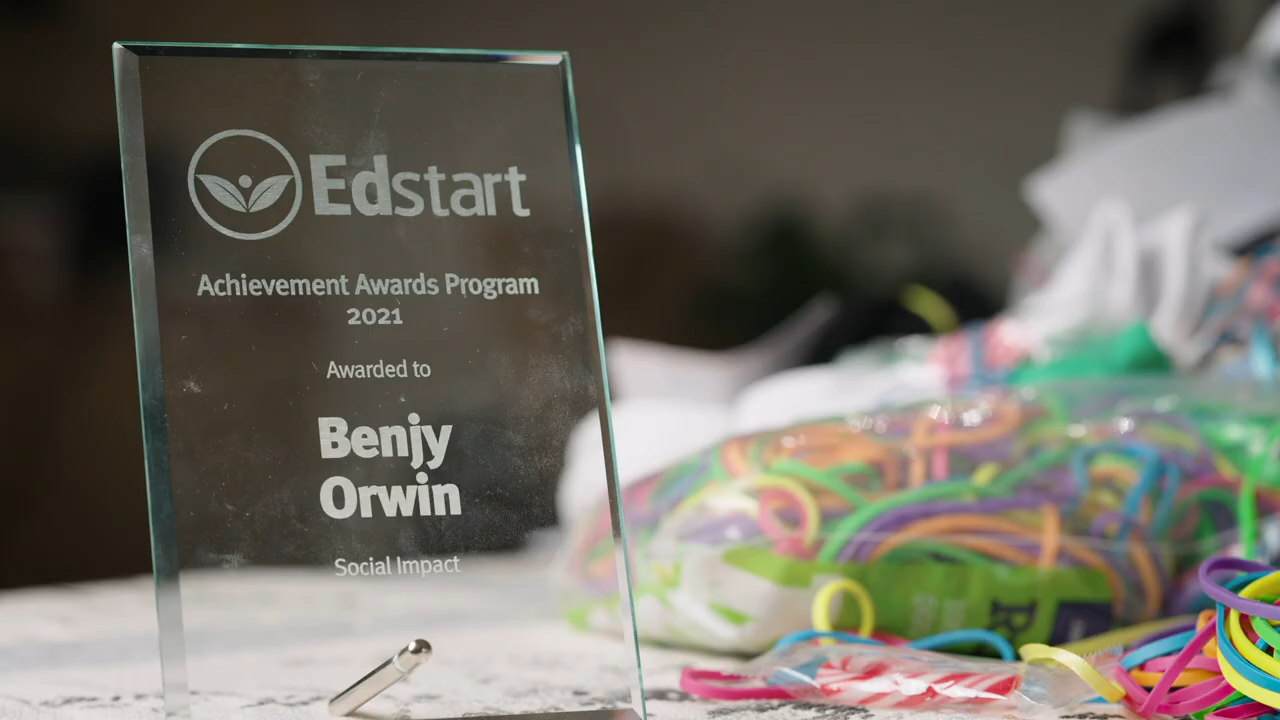 Edstart
Achievement Awards Program
2021
Awarded to
Benjy
Orwin
Social Impact